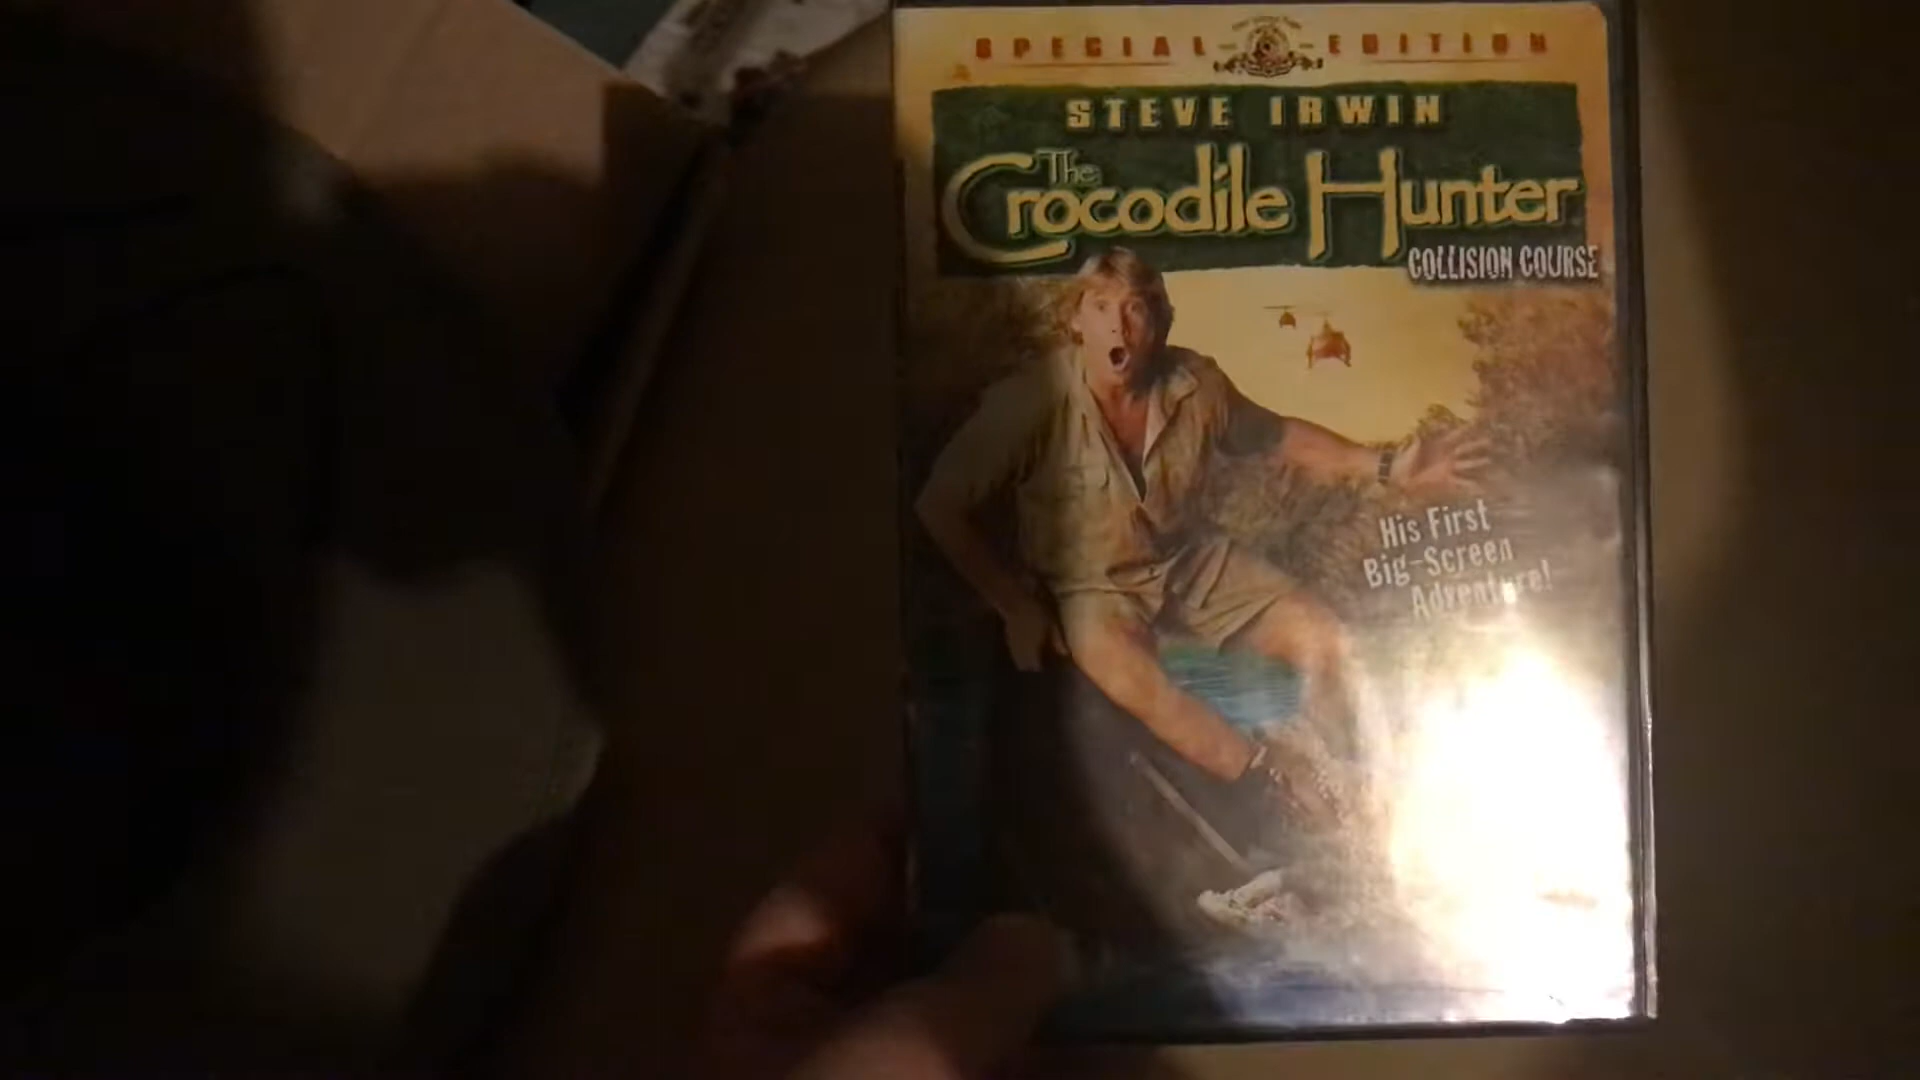 SPECIAL EDITION
STEVE IRWIN
The
Crocodile Hunter
COLLISION COURSE
His First
Big-Screen
Adventure!